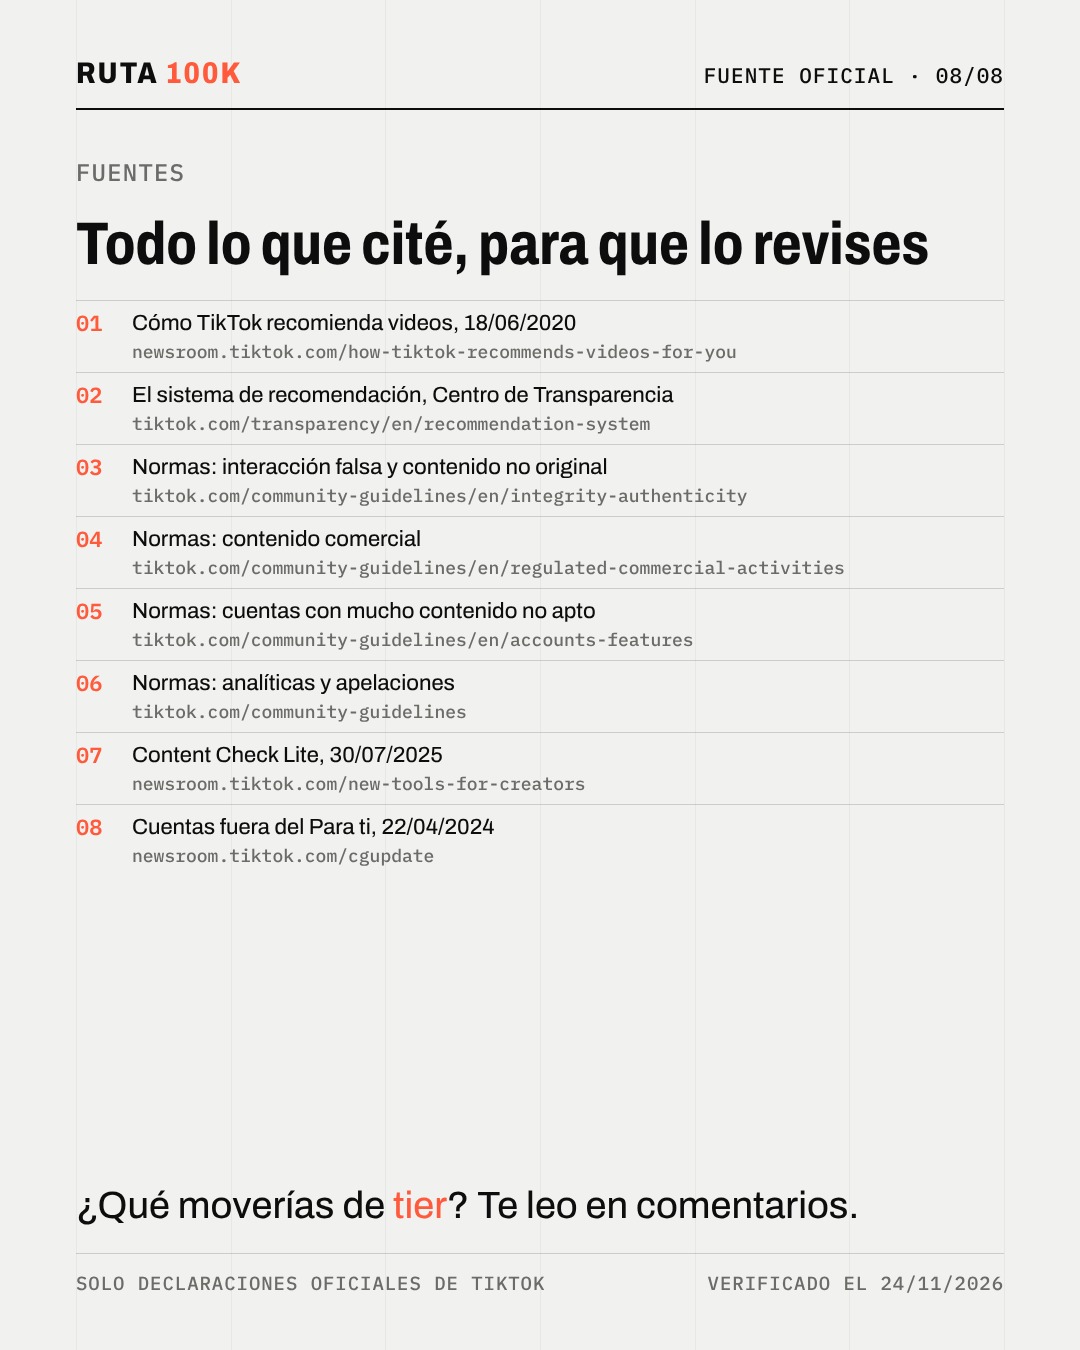 RUTA 100K
FUENTE OFICIAL · 08/08
FUENTES
Todo lo que cité, para que lo revises
01 Cómo TikTok recomienda videos, 18/06/2020
newsroom.tiktok.com/how-tiktok-recommends-videos-for-you
02 El sistema de recomendación, Centro de Transparencia
tiktok.com/transparency/en/recommendation-system
03 Normas: interacción falsa y contenido no original
tiktok.com/community-guidelines/en/integrity-authenticity
04 Normas: contenido comercial
tiktok.com/community-guidelines/en/regulated-commercial-activities
05 Normas: cuentas con mucho contenido no apto
tiktok.com/community-guidelines/en/accounts-features
06 Normas: analíticas y apelaciones
tiktok.com/community-guidelines
07 Content Check Lite, 30/07/2025
newsroom.tiktok.com/new-tools-for-creators
08 Cuentas fuera del Para ti, 22/04/2024
newsroom.tiktok.com/cgupdate
¿Qué moverías de tier? Te leo en comentarios.
SOLO DECLARACIONES OFICIALES DE TIKTOK
VERIFICADO EL 24/11/2026